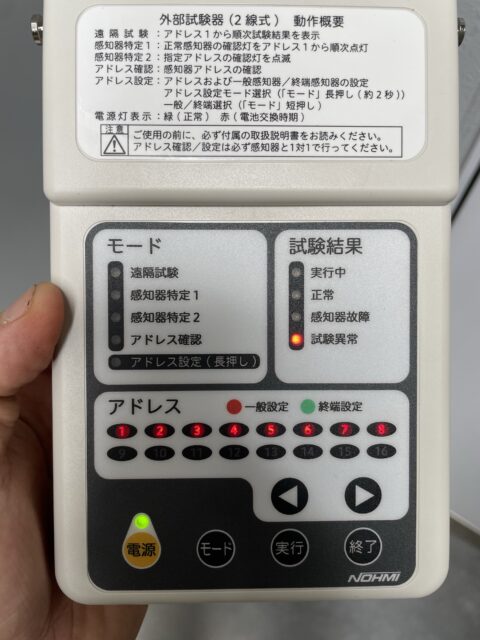 外部試験器(2線式) 動作概要
遠隔試験:アドレス1から順次試験結果を表示
感知器特定1:正常感知器の確認灯をアドレス1から順次点灯
感知器特定2:指定アドレスの確認灯を点滅
アドレス確認:感知器アドレスの確認
アドレス設定:アドレスおよび一般感知器/終端感知器の設定
アドレス設定モード選択(「モード」長押し(約2秒))
一般/終端選択(「モード」短押し)
電源灯表示:緑(正常) 赤(電池交換時期)
注意
ご使用の前に、必ず付属の取扱説明書をお読みください。
アドレス確認/設定は必ず感知器と1対1で行ってください。
モード
遠隔試験
感知器特定1
感知器特定2
アドレス確認
アドレス設定(長押し)
試験結果
実行中
正常
感知器故障
試験異常
アドレス 一般設定 終端設定
1 2 3 4 5 6 7 8
9 10 11 12 13 14 15 16
電源 モード 実行 終了
NOHMI